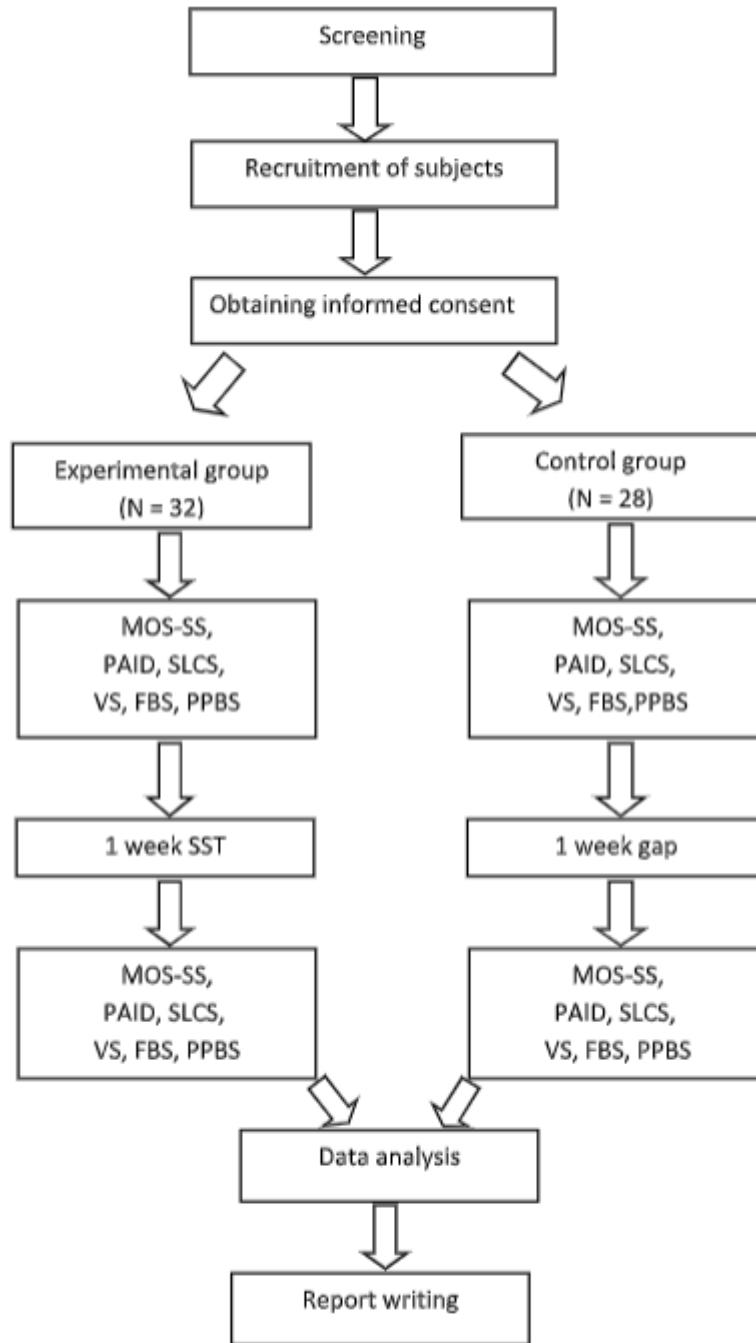 Screening
Recruitment of subjects
Obtaining informed consent
Experimental group
(N = 32)
Control group
(N = 28)
MOS-SS,
PAID, SLCS,
VS, FBS, PPBS
MOS-SS,
PAID, SLCS,
VS, FBS,PPBS
1 week SST
1 week gap
MOS-SS,
PAID, SLCS,
VS, FBS, PPBS
MOS-SS,
PAID, SLCS,
VS, FBS, PPBS
Data analysis
Report writing